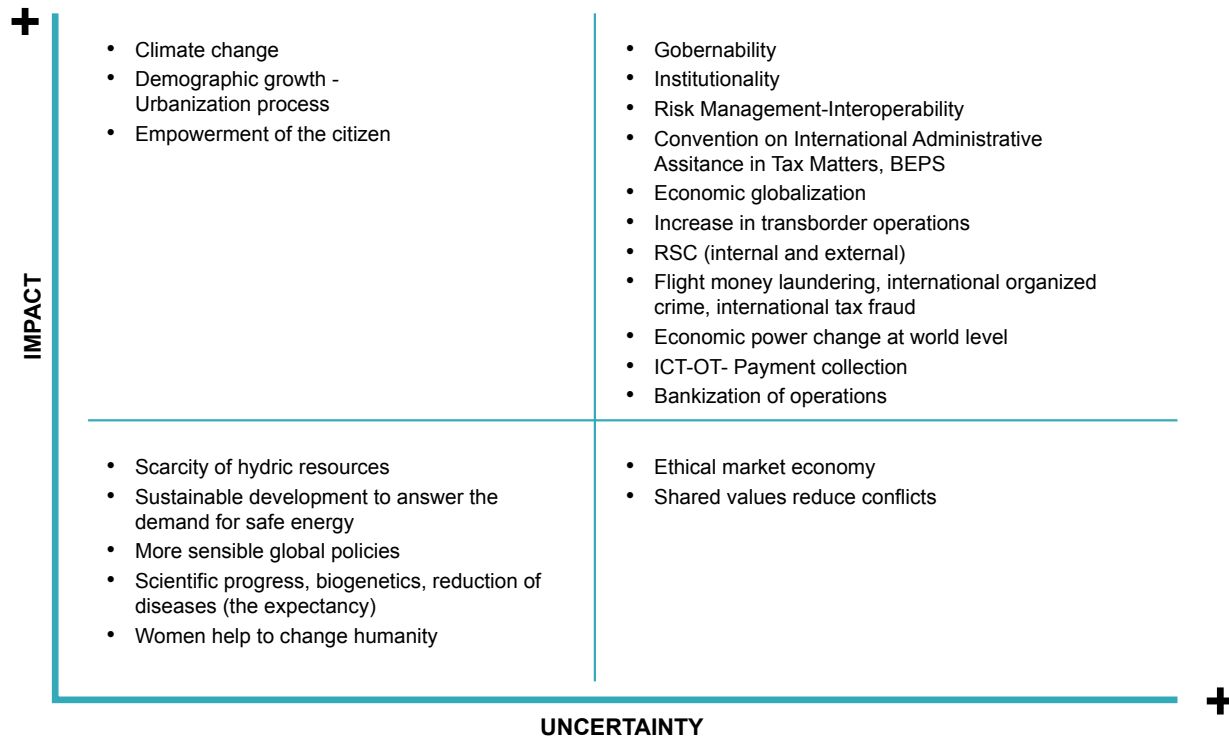 +
• Climate change
• Demographic growth -
Urbanization process
• Empowerment of the citizen
• Gobernability
• Institutionality
• Risk Management-Interoperability
• Convention on International Administrative
Assitance in Tax Matters, BEPS
• Economic globalization
• Increase in transborder operations
• RSC (internal and external)
• Flight money laundering, international organized
crime, international tax fraud
• Economic power change at world level
• ICT-OT- Payment collection
• Bankization of operations
IMPACT
• Scarcity of hydric resources
• Sustainable development to answer the
demand for safe energy
• More sensible global policies
• Scientific progress, biogenetics, reduction of
diseases (the expectancy)
• Women help to change humanity
• Ethical market economy
• Shared values reduce conflicts
+
UNCERTAINTY